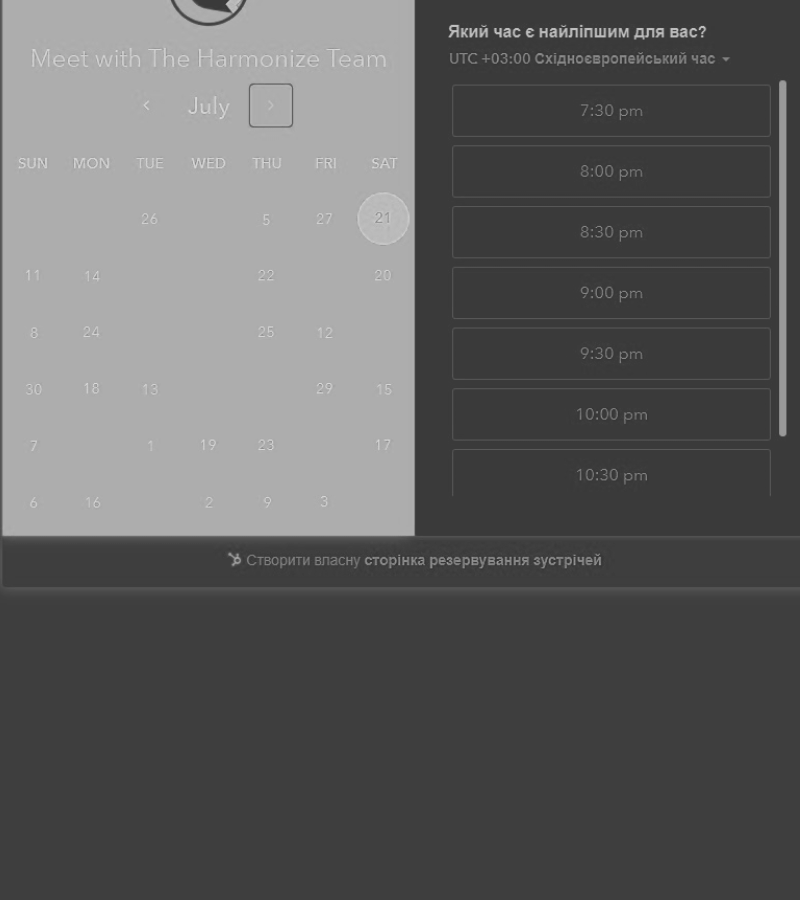 Meet with The Harmonize Team
July
SUN MON TUE WED THU FRI SAT
26 5 27 21
11 14 22 20
8 24 25 12
30 18 13 29 15
7 1 19 23 17
6 16 2 9 3
Який час є найліпшим для вас?
UTC +03:00 Східноєвропейський час
7:30 pm
8:00 pm
8:30 pm
9:00 pm
9:30 pm
10:00 pm
10:30 pm
Створити власну сторінка резервування зустрічей